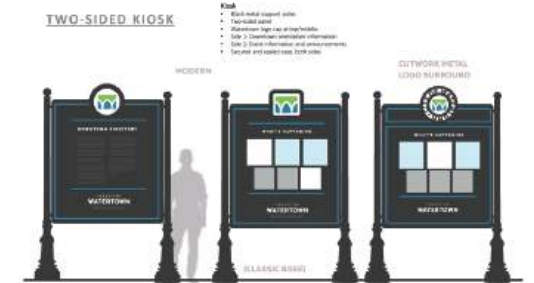 TWO-SIDED KIOSK
Kiosk
Black metal support poles
Two-sided panel
Watertown logo cap at top/middle
Side 1: Downtown orientation information
Side 2: Event information and announcements
Secured and sealed case, both sides
MODERN
CUTWORK METAL
LOGO SURROUND
DOWNTOWN DIRECTORY
WHAT'S HAPPENING
WHAT'S HAPPENING
WATERTOWN
WATERTOWN
WATERTOWN
(CLASSIC BASE)